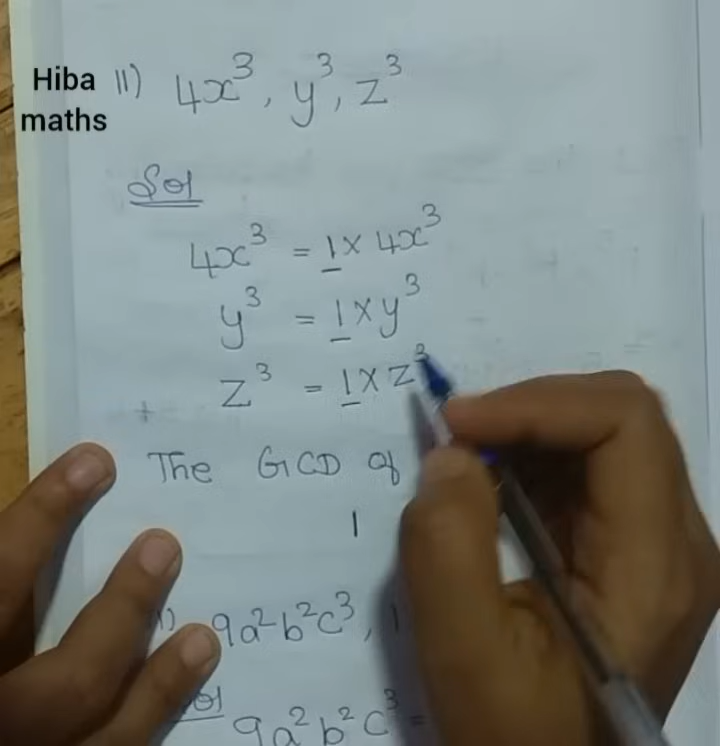 Hiba maths
II) 4x³, y³, z³
Sol
4x³ = 1 × 4x³
y³ = 1 × y³
z³ = 1 × z³
The GCD of
1
9a²b²c³,
9a²b²c³ =